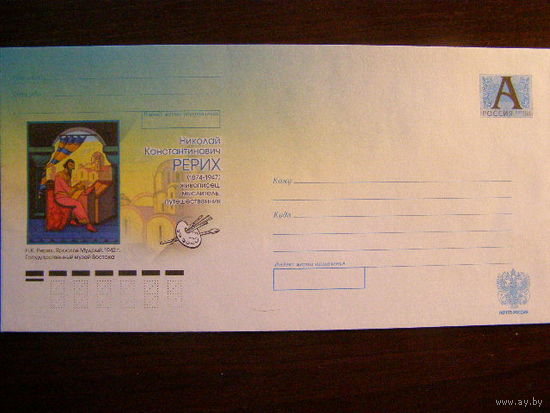 А
РОССИЯ
Николай
Константинович
РЕРИХ
(1874-1947)
живописец,
мыслитель,
путешественник
Н.К. Рерих. Ярослав Мудрый. 1942 г.
Государственный музей Востока
Кому
Куда
Индекс места назначения
ПОЧТА РОССИИ
www.ay.by